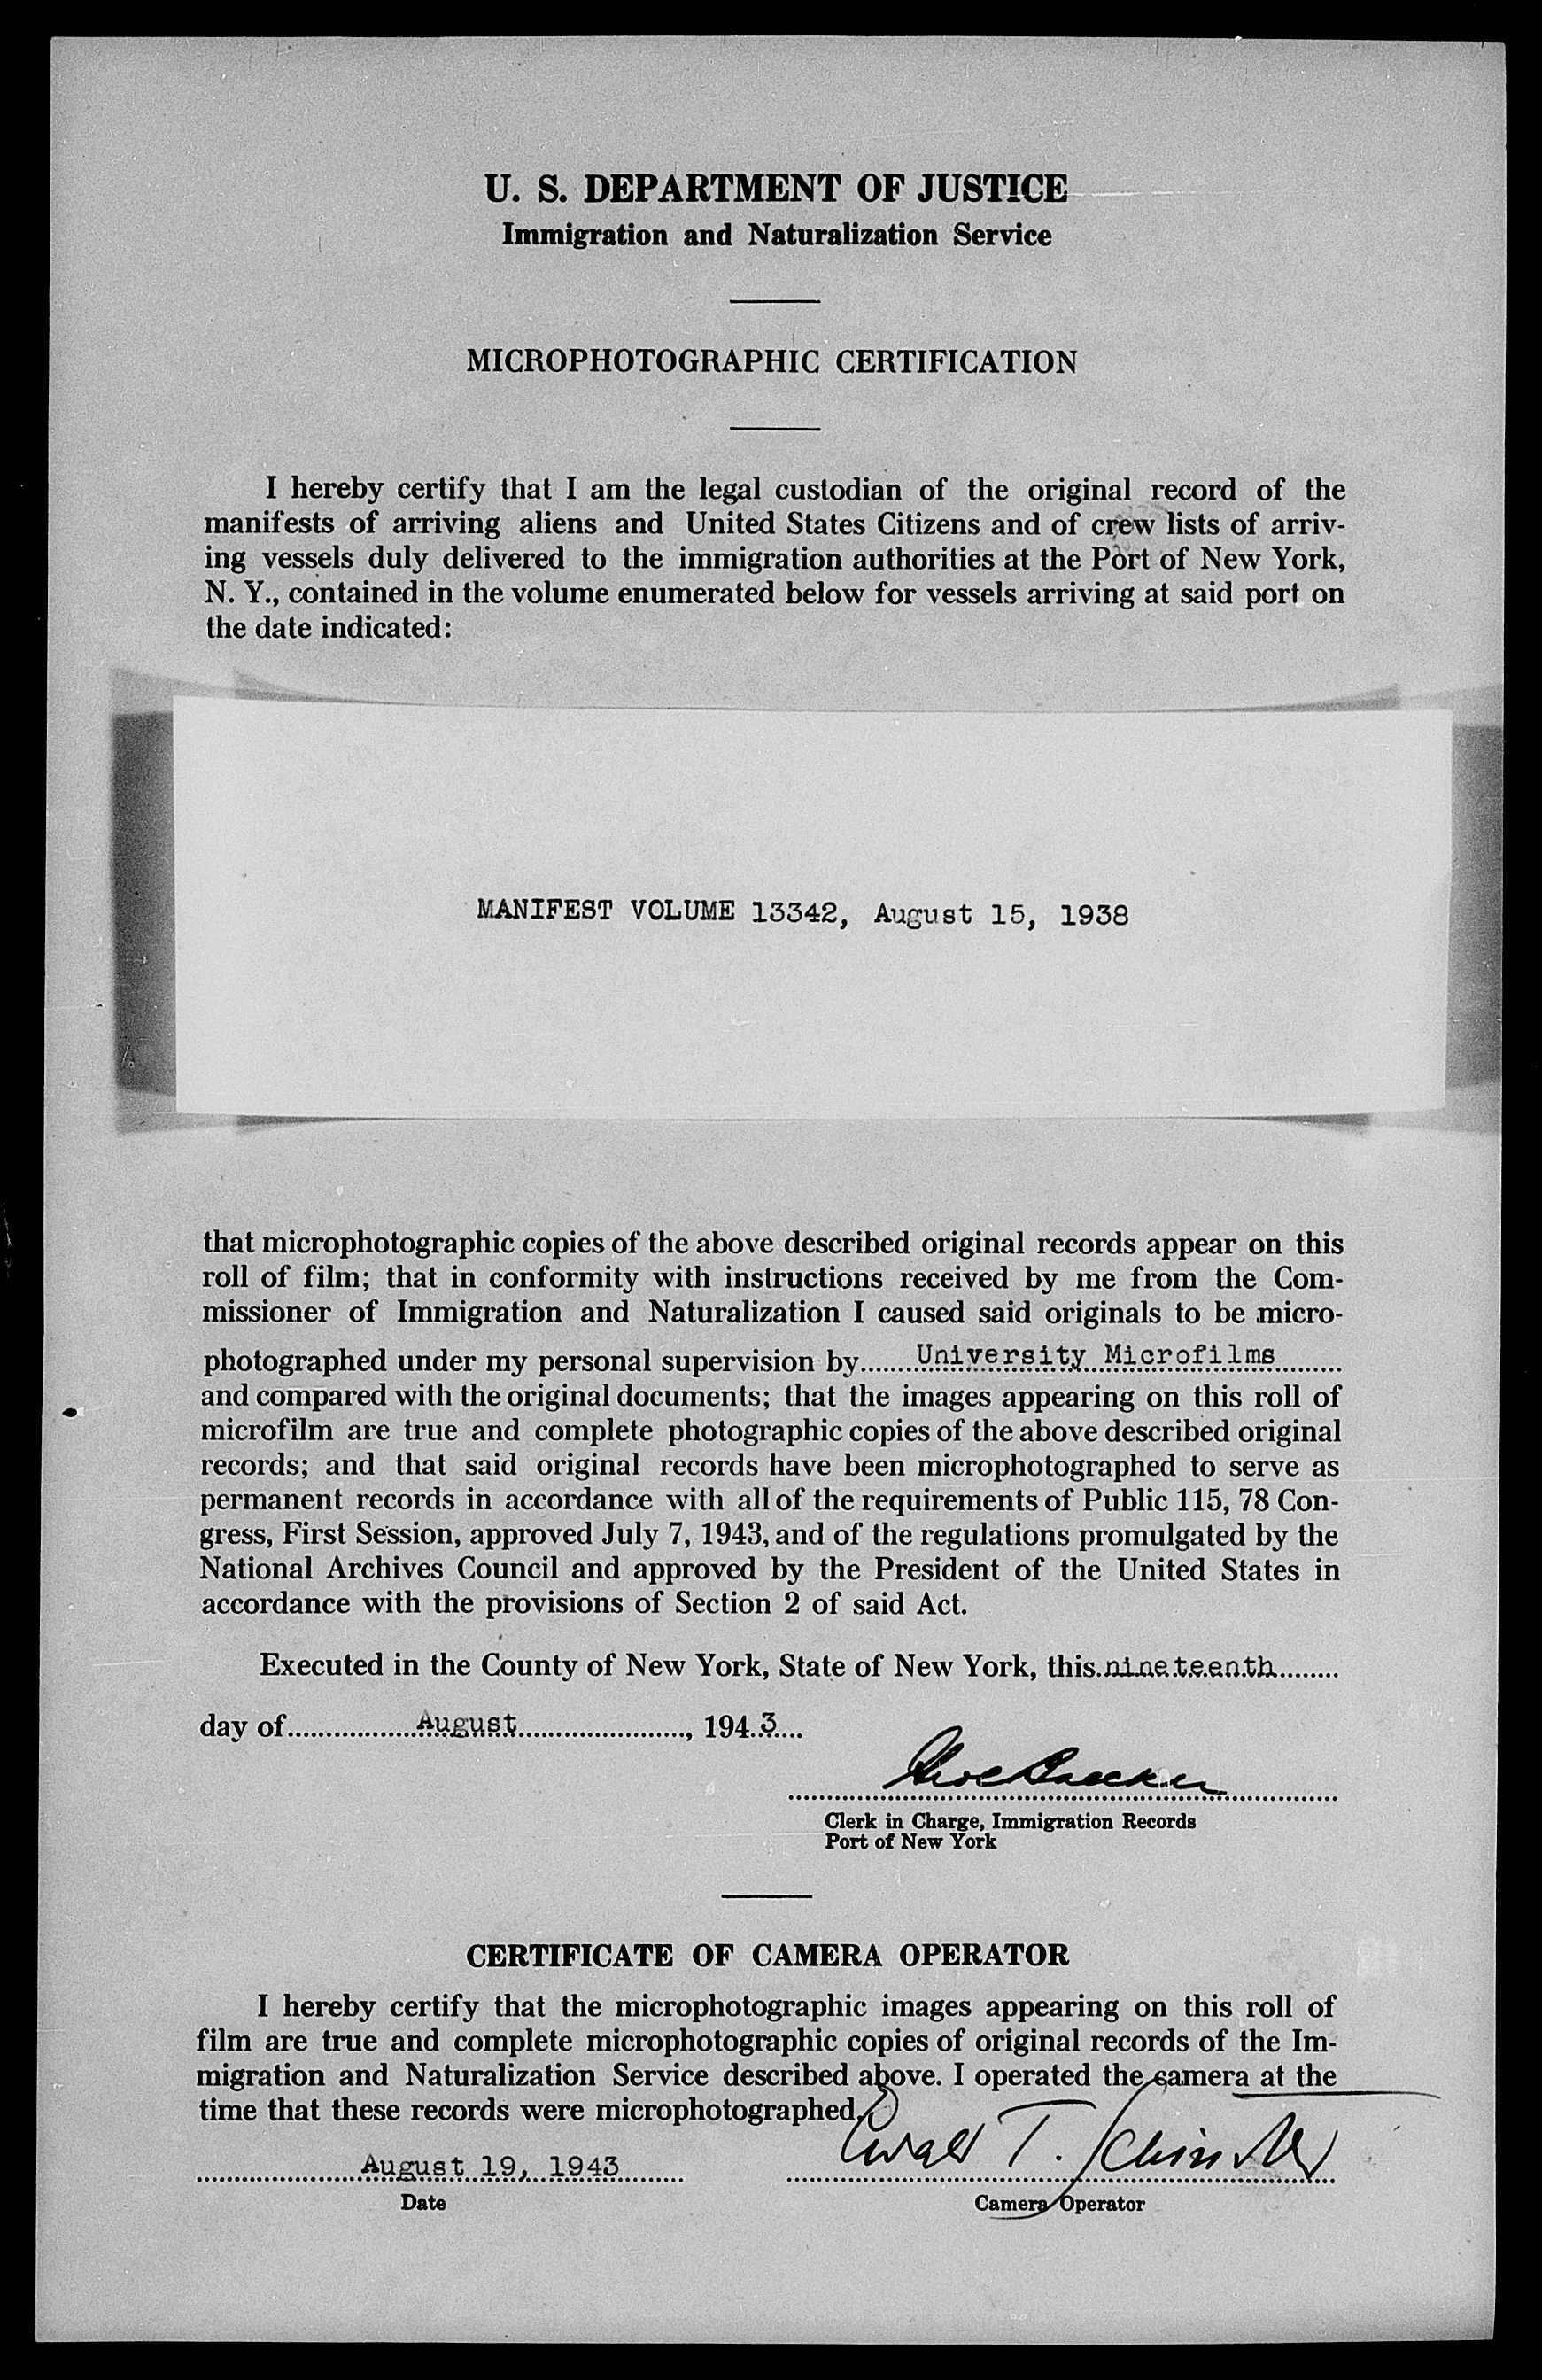 U. S. DEPARTMENT OF JUSTICE
Immigration and Naturalization Service
MICROPHOTOGRAPHIC CERTIFICATION
I hereby certify that I am the legal custodian of the original record of the
manifests of arriving aliens and United States Citizens and of crew lists of arriv-
ing vessels duly delivered to the immigration authorities at the Port of New York,
N. Y., contained in the volume enumerated below for vessels arriving at said port on
the date indicated:
MANIFEST VOLUME 13342, August 15, 1938
that microphotographic copies of the above described original records appear on this
roll of film; that in conformity with instructions received by me from the Com-
missioner of Immigration and Naturalization I caused said originals to be micro-
photographed under my personal supervision by University Microfilms
and compared with the original documents; that the images appearing on this roll of
microfilm are true and complete photographic copies of the above described original
records; and that said original records have been microphotographed to serve as
permanent records in accordance with all of the requirements of Public 115, 78 Con-
gress, First Session, approved July 7, 1943, and of the regulations promulgated by the
National Archives Council and approved by the President of the United States in
accordance with the provisions of Section 2 of said Act.
Executed in the County of New York, State of New York, this nineteenth
day of August, 1943
Clerk in Charge, Immigration Records
Port of New York
CERTIFICATE OF CAMERA OPERATOR
I hereby certify that the microphotographic images appearing on this roll of
film are true and complete microphotographic copies of original records of the Im-
migration and Naturalization Service described above. I operated the camera at the
time that these records were microphotographed.
August 19, 1943
Date
Camera Operator